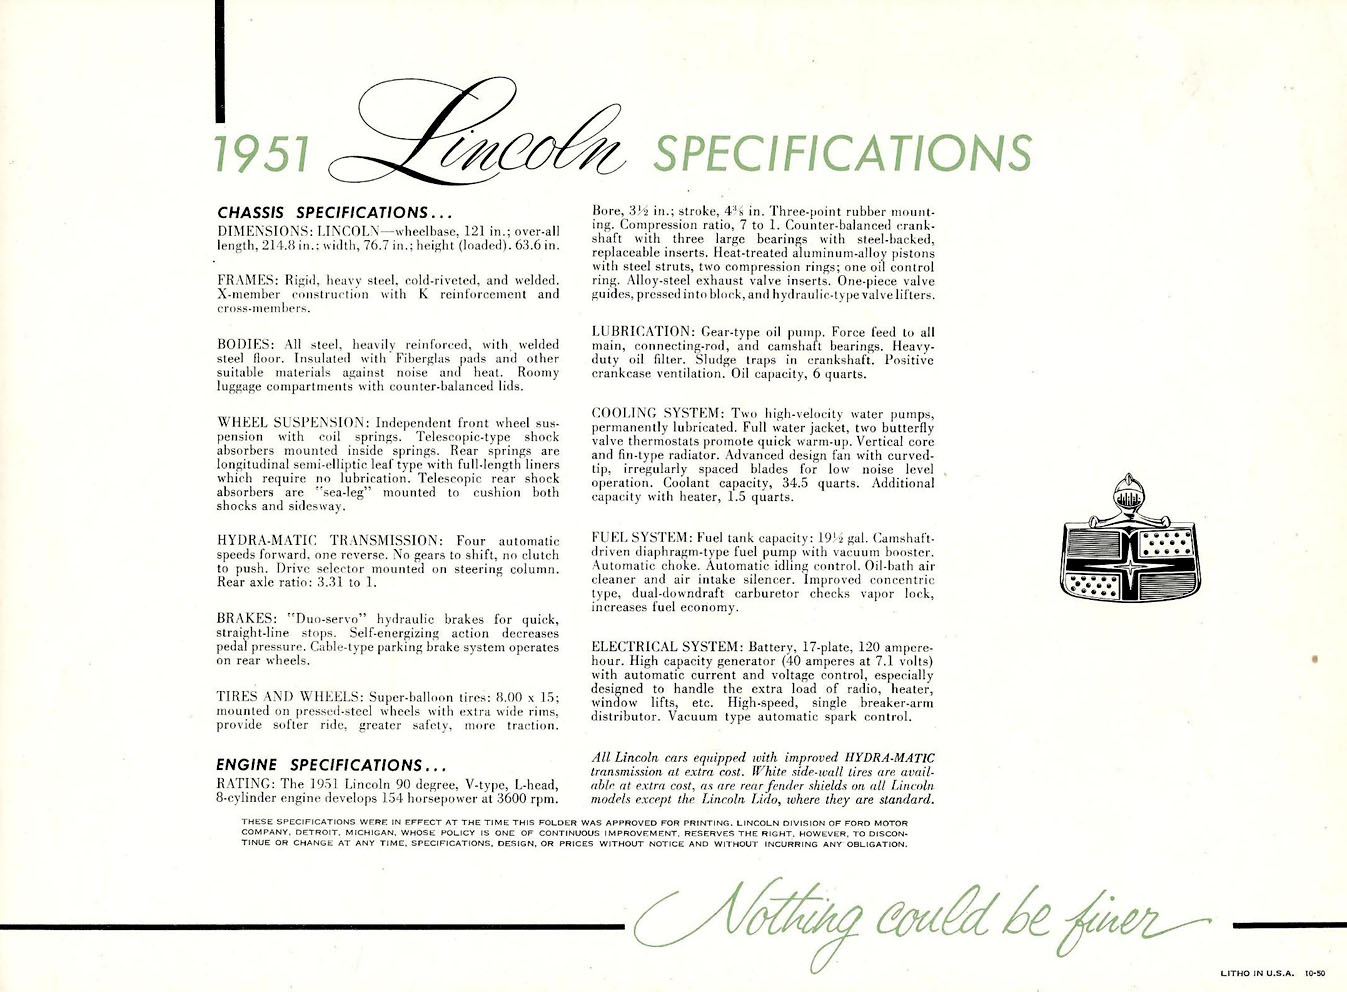 1951 Lincoln SPECIFICATIONS
CHASSIS SPECIFICATIONS...
DIMENSIONS: LINCOLN—wheelbase, 121 in.; over-all
length, 214.8 in.; width, 76.7 in.; height (loaded). 63.6 in.
FRAMES: Rigid, heavy steel, cold-riveted, and welded.
X-member construction with K reinforcement and
cross-members.
BODIES: All steel, heavily reinforced, with welded
steel floor. Insulated with Fiberglas pads and other
suitable materials against noise and heat. Roomy
luggage compartments with counter-balanced lids.
WHEEL SUSPENSION: Independent front wheel sus-
pension with coil springs. Telescopic-type shock
absorbers mounted inside springs. Rear springs are
longitudinal semi-elliptic leaf type with full-length liners
which require no lubrication. Telescopic rear shock
absorbers are "sea-leg" mounted to cushion both
shocks and sidesway.
HYDRA-MATIC TRANSMISSION: Four automatic
speeds forward, one reverse. No gears to shift, no clutch
to push. Drive selector mounted on steering column.
Rear axle ratio: 3.31 to 1.
BRAKES: "Duo-servo" hydraulic brakes for quick,
straight-line stops. Self-energizing action decreases
pedal pressure. Cable-type parking brake system operates
on rear wheels.
TIRES AND WHEELS: Super-balloon tires: 8.00 x 15;
mounted on pressed-steel wheels with extra wide rims,
provide softer ride, greater safety, more traction.
ENGINE SPECIFICATIONS...
RATING: The 1951 Lincoln 90 degree, V-type, L-head,
8-cylinder engine develops 154 horsepower at 3600 rpm.
Bore, 3½ in.; stroke, 4⅜ in. Three-point rubber mount-
ing. Compression ratio, 7 to 1. Counter-balanced crank-
shaft with three large bearings with steel-backed,
replaceable inserts. Heat-treated aluminum-alloy pistons
with steel struts, two compression rings; one oil control
ring. Alloy-steel exhaust valve inserts. One-piece valve
guides, pressed into block, and hydraulic-type valve lifters.
LUBRICATION: Gear-type oil pump. Force feed to all
main, connecting-rod, and camshaft bearings. Heavy-
duty oil filter. Sludge traps in crankshaft. Positive
crankcase ventilation. Oil capacity, 6 quarts.
COOLING SYSTEM: Two high-velocity water pumps,
permanently lubricated. Full water jacket, two butterfly
valve thermostats promote quick warm-up. Vertical core
and fin-type radiator. Advanced design fan with curved-
tip, irregularly spaced blades for low noise level
operation. Coolant capacity, 34.5 quarts. Additional
capacity with heater, 1.5 quarts.
FUEL SYSTEM: Fuel tank capacity: 19½ gal. Camshaft-
driven diaphragm-type fuel pump with vacuum booster.
Automatic choke. Automatic idling control. Oil-bath air
cleaner and air intake silencer. Improved concentric
type, dual-downdraft carburetor checks vapor lock,
increases fuel economy.
ELECTRICAL SYSTEM: Battery, 17-plate, 120 ampere-
hour. High capacity generator (40 amperes at 7.1 volts)
with automatic current and voltage control, especially
designed to handle the extra load of radio, heater,
window lifts, etc. High-speed, single breaker-arm
distributor. Vacuum type automatic spark control.
All Lincoln cars equipped with improved HYDRA-MATIC
transmission at extra cost. White side-wall tires are avail-
able at extra cost, as are rear fender shields on all Lincoln
models except the Lincoln Lido, where they are standard.
THESE SPECIFICATIONS WERE IN EFFECT AT THE TIME THIS FOLDER WAS APPROVED FOR PRINTING. LINCOLN DIVISION OF FORD MOTOR
COMPANY, DETROIT, MICHIGAN, WHOSE POLICY IS ONE OF CONTINUOUS IMPROVEMENT, RESERVES THE RIGHT, HOWEVER, TO DISCON-
TINUE OR CHANGE AT ANY TIME, SPECIFICATIONS, DESIGN, OR PRICES WITHOUT NOTICE AND WITHOUT INCURRING ANY OBLIGATION.
Nothing could be finer
LITHO IN U.S.A. 10-50